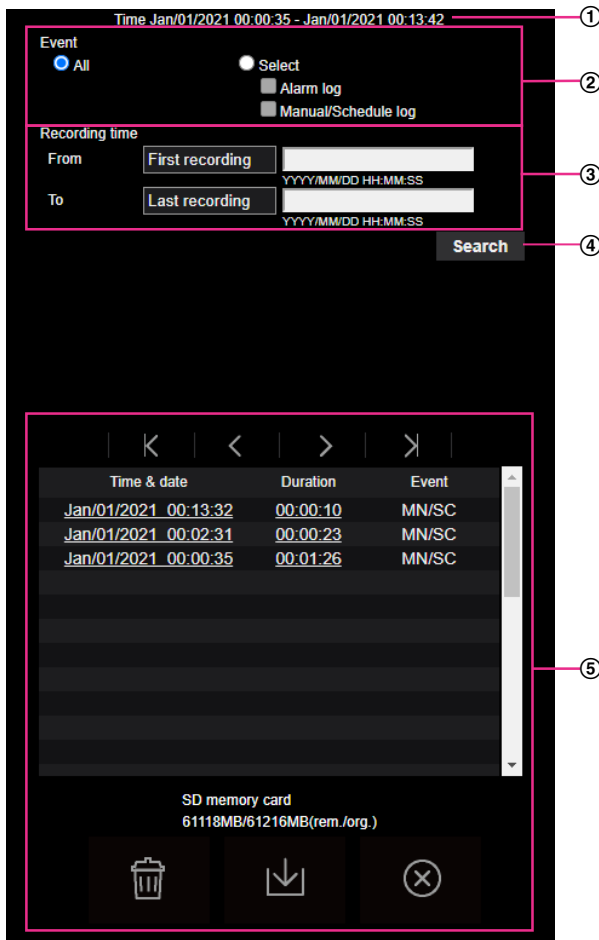 Time Jan/01/2021 00:00:35 - Jan/01/2021 00:13:42 ①
Event
All Select ②
Alarm log
Manual/Schedule log
Recording time
From First recording
YYYY/MM/DD HH:MM:SS ③
To Last recording
YYYY/MM/DD HH:MM:SS
Search ④
Time & date Duration Event
Jan/01/2021 00:13:32 00:00:10 MN/SC
Jan/01/2021 00:02:31 00:00:23 MN/SC
Jan/01/2021 00:00:35 00:01:26 MN/SC
⑤
SD memory card
61118MB/61216MB(rem./org.)